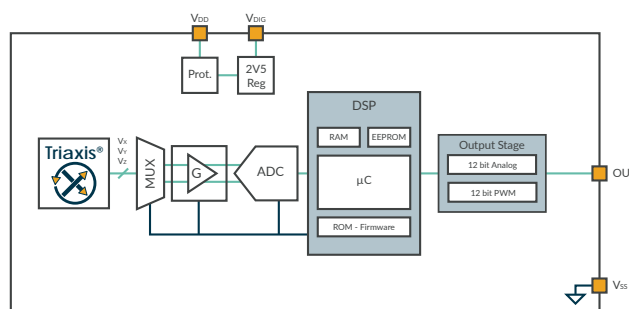 VDD
VDIG
Prot.
2V5
Reg
DSP
RAM
EEPROM
Triaxis®
VX
VY
VZ
MUX
G
ADC
µC
ROM - Firmware
Output Stage
12 bit Analog
12 bit PWM
OU
VSS